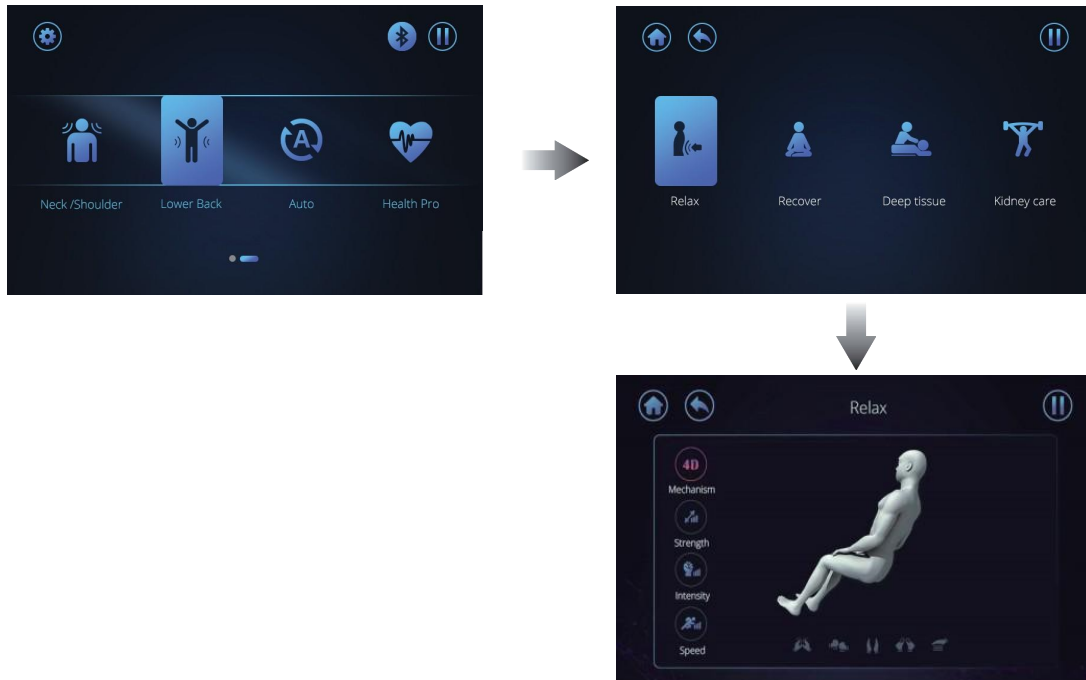 A
Neck /Shoulder
Lower Back
Auto
Health Pro
Relax
Recover
Deep tissue
Kidney care
Relax
4D
Mechanism
Strength
Intensity
Speed